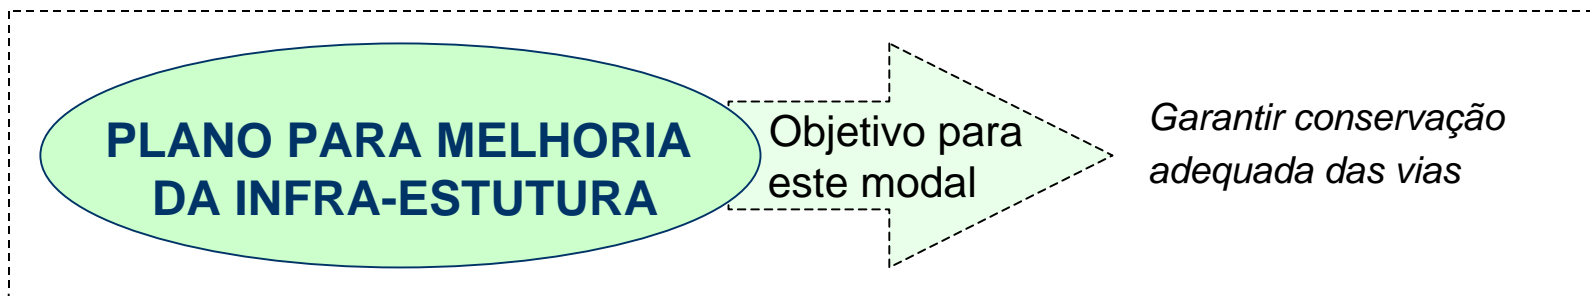 PLANO PARA MELHORIA
DA INFRA-ESTUTURA
Objetivo para
este modal
Garantir conservação
adequada das vias